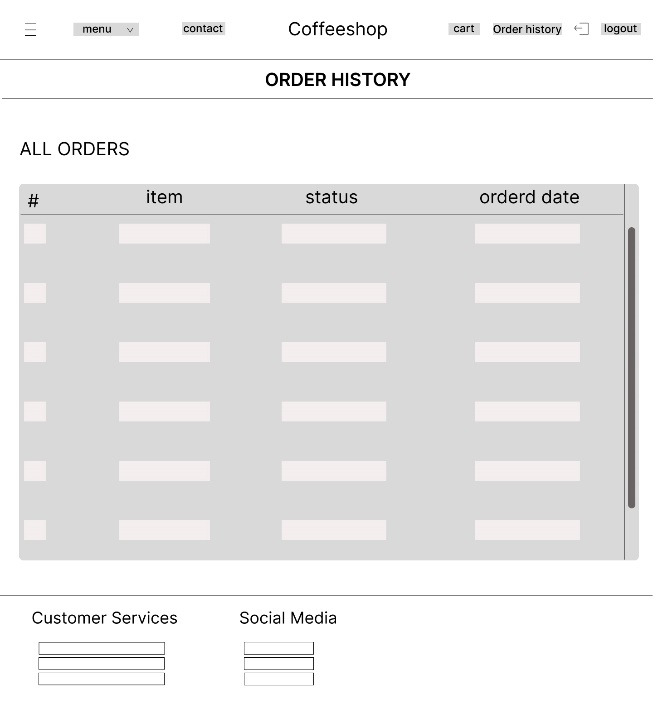 menu contact Coffeeshop cart Order history logout
ORDER HISTORY
ALL ORDERS
# item status orderd date
Customer Services Social Media